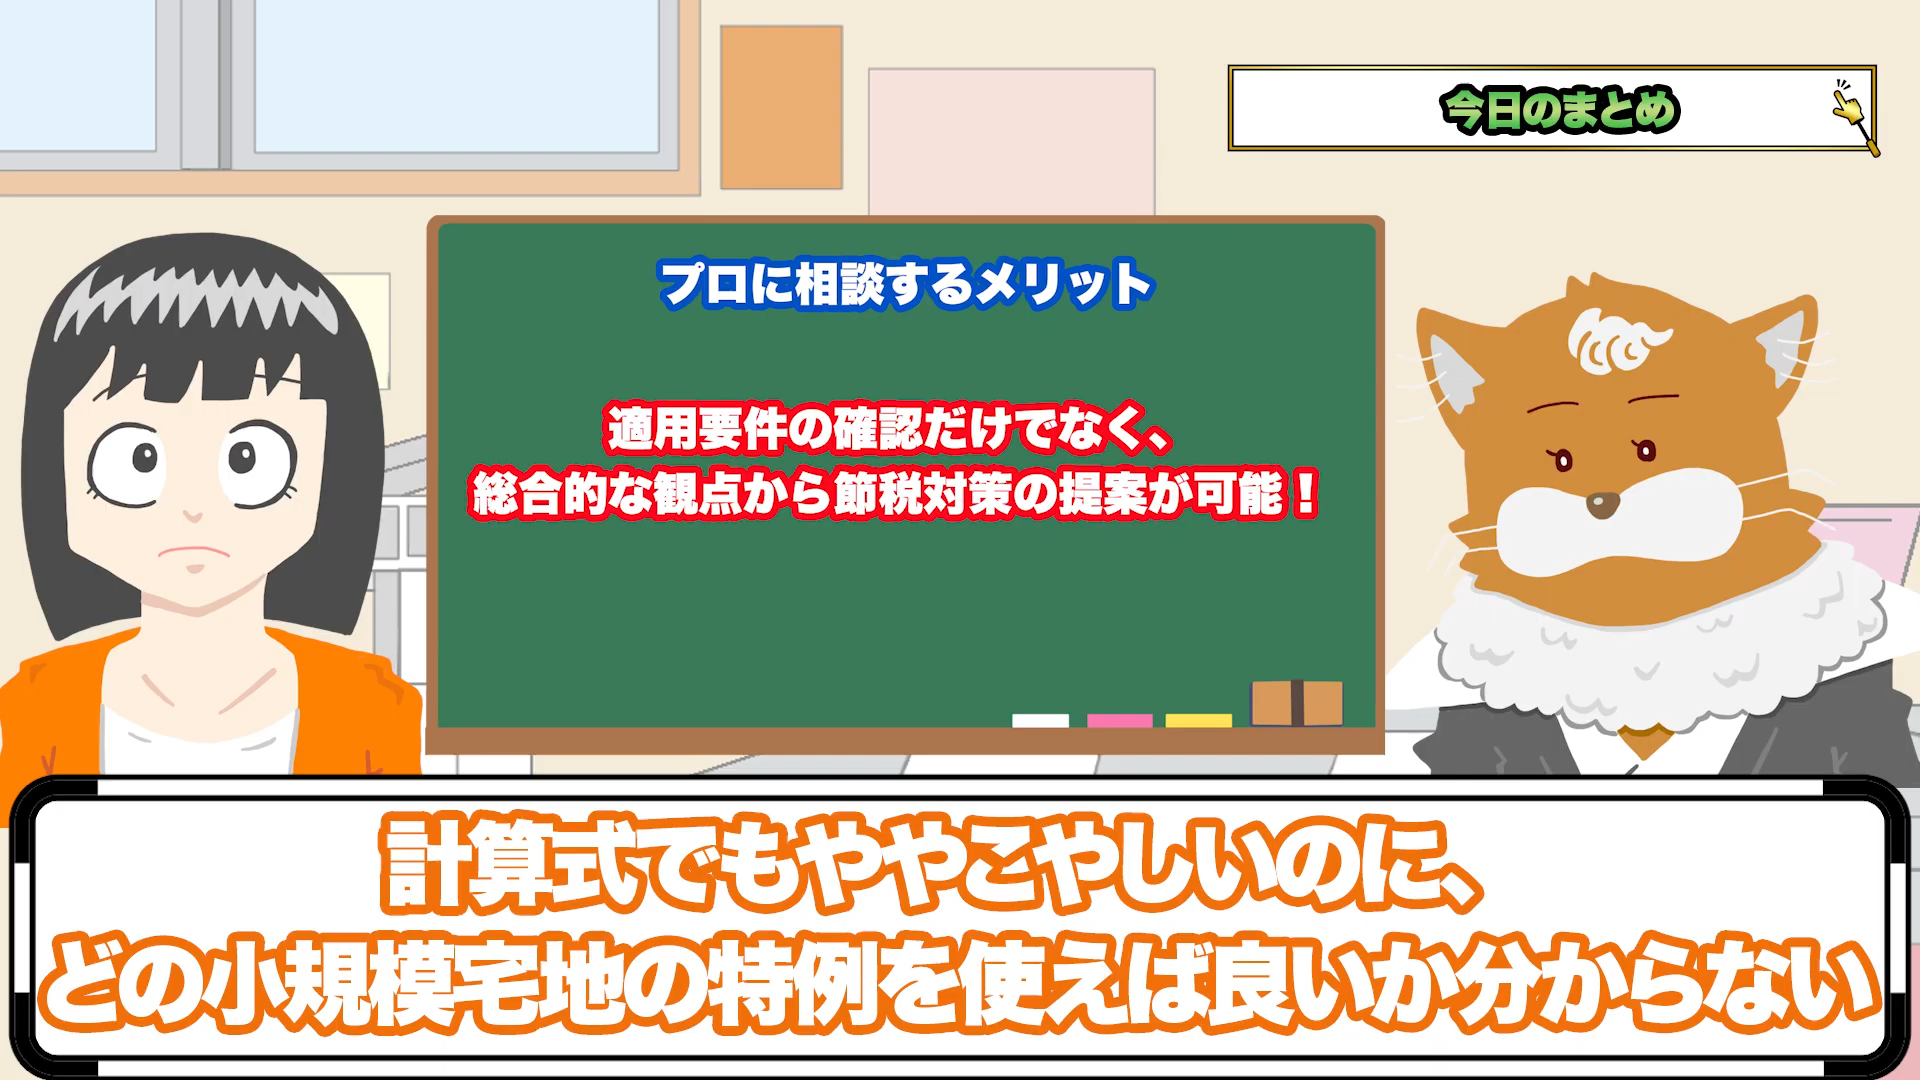 今日のまとめ
プロに相談するメリット
適用要件の確認だけでなく、
総合的な観点から節税対策の提案が可能！
計算式でもややこやしいのに、
どの小規模宅地の特例を使えば良いか分からない